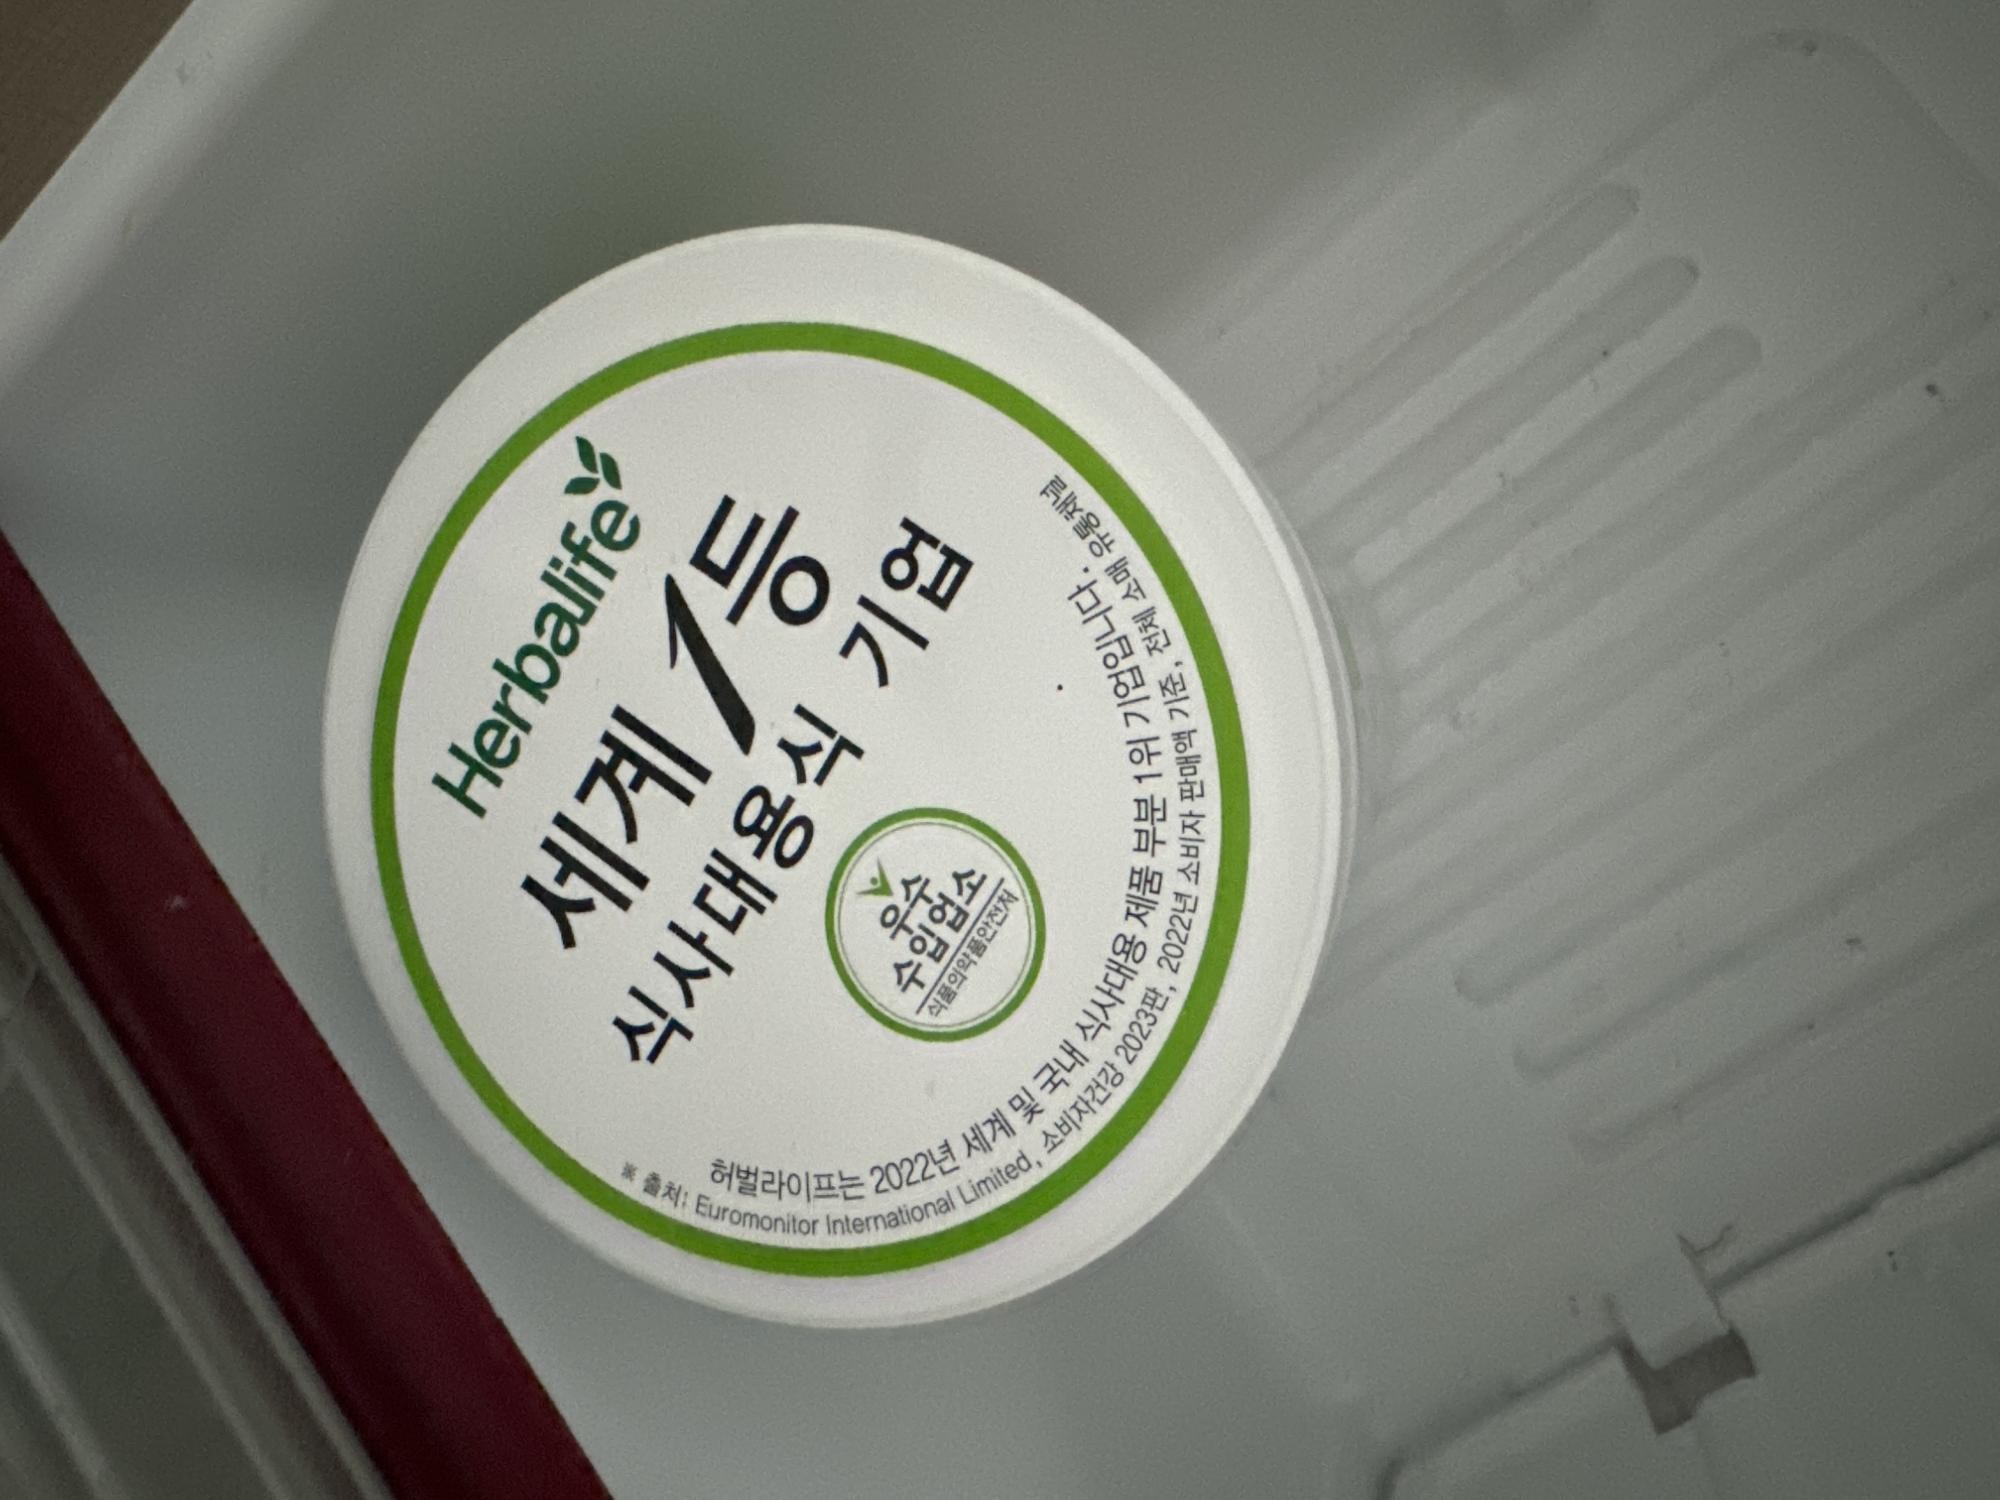 Herbalife
세계 1등
식사대용식 기업
우수
수입업소
식품의약품안전처
허벌라이프는 2022년 세계 및 국내 식사대용 제품 부분 1위 기업입니다.
※ 출처: Euromonitor International Limited, 소비자건강 2023판, 2022년 소비자 판매액 기준, 전체 소매 유통 채널